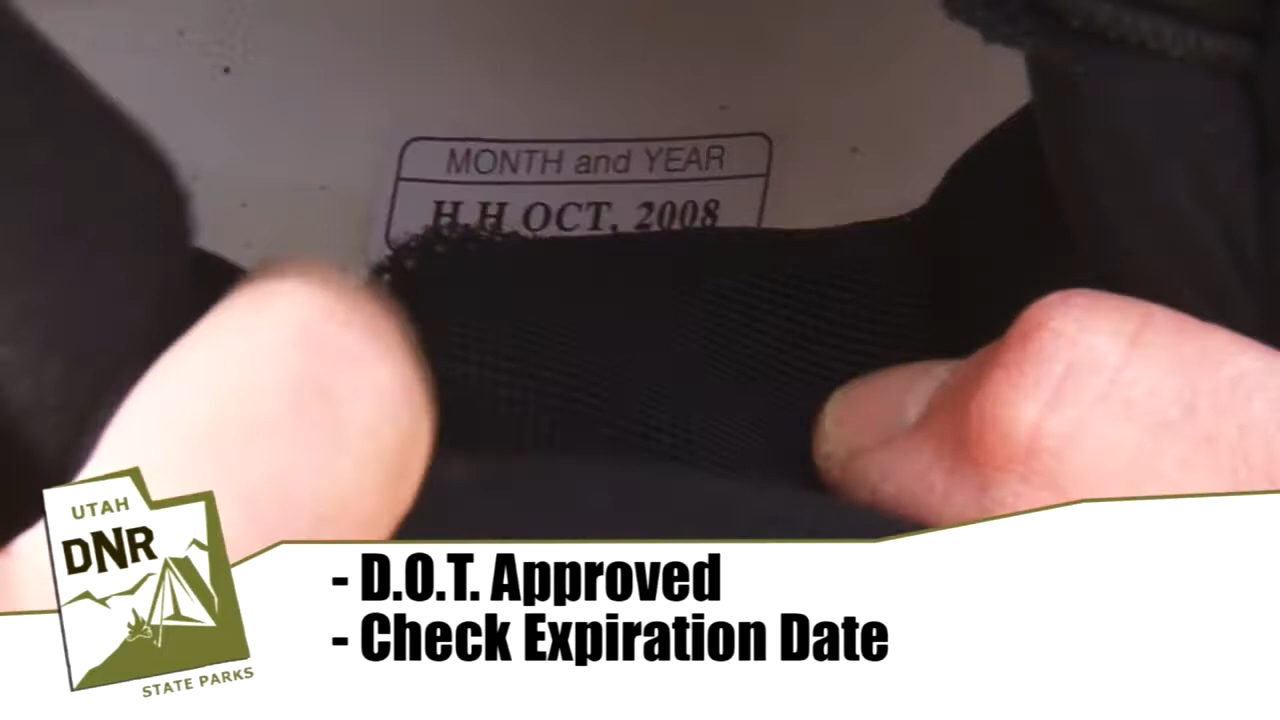 MONTH and YEAR
H.H.OCT, 2008
UTAH
DNR
STATE PARKS
- D.O.T. Approved
- Check Expiration Date